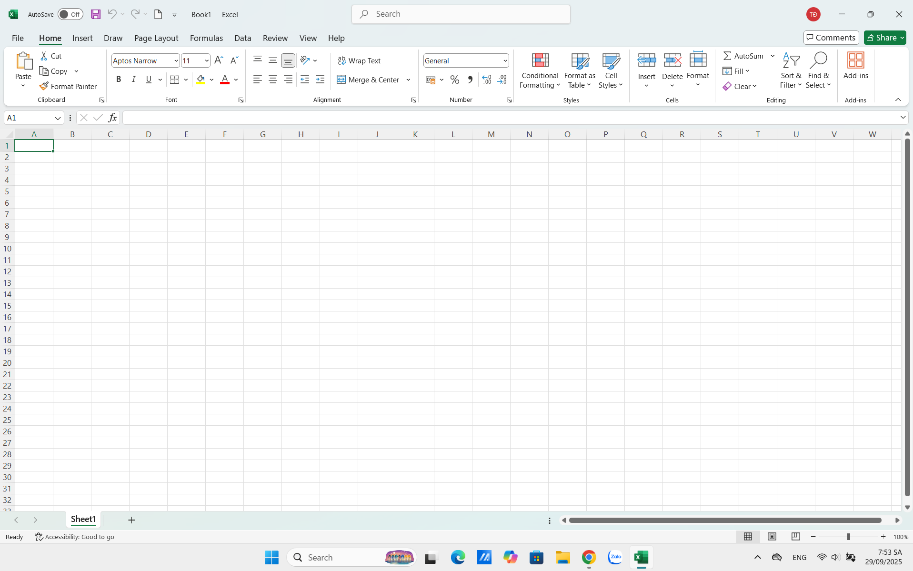 AutoSave Off Book1 - Excel Search TĐ
File Home Insert Draw Page Layout Formulas Data Review View Help Comments Share
Paste Cut Copy Format Painter Clipboard
Aptos Narrow 11 B I U A Font
Wrap Text Merge & Center Alignment
General % Number
Conditional Formatting Format as Table Cell Styles Styles
Insert Delete Format Cells
AutoSum Fill Clear Sort & Filter Find & Select Editing
Add-ins Add-ins
A1 fx
A B C D E F G H I J K L M N O P Q R S T U V W
1
2
3
4
5
6
7
8
9
10
11
12
13
14
15
16
17
18
19
20
21
22
23
24
25
26
27
28
29
30
31
32
Sheet1
Ready Accessibility: Good to go 100%
Search Zalo ENG 7:53 SA
29/09/2025